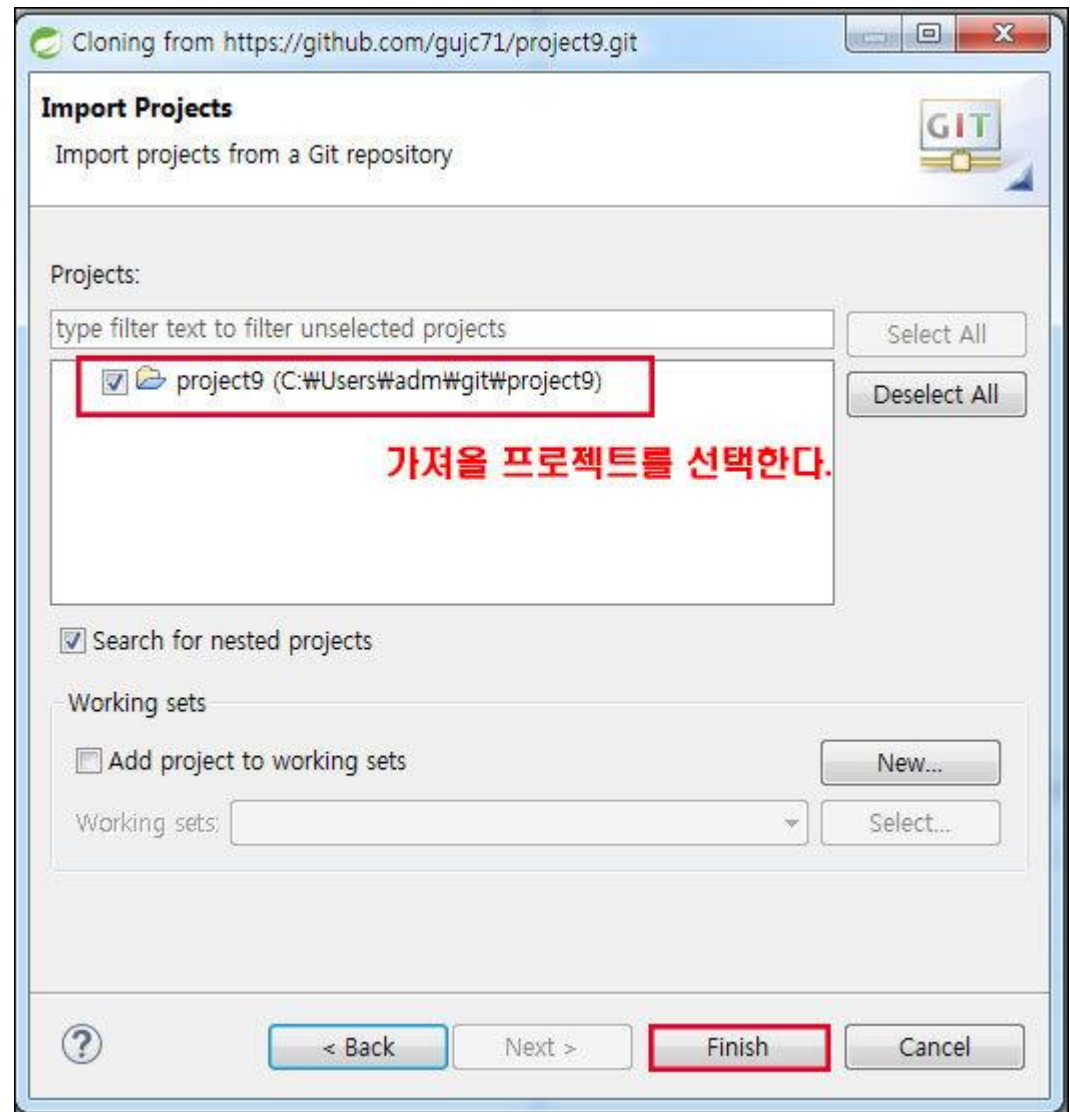 Cloning from https://github.com/gujc71/project9.git
Import Projects
Import projects from a Git repository
GIT
Projects:
type filter text to filter unselected projects
Select All
project9 (C:₩Users₩adm₩git₩project9)
Deselect All
가져올 프로젝트를 선택한다.
Search for nested projects
Working sets
Add project to working sets
New...
Working sets:
Select...
< Back
Next >
Finish
Cancel